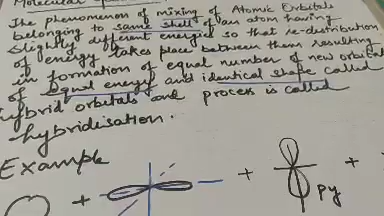 Molecular
The phenomenon of mixing of Atomic Orbitals
belonging to same shell of an atom having
slightly different energies so that re-distribution
of energy takes place between them resulting
in formation of equal number of new orbitals
of equal energy and identical shape called
hybrid orbitals and process is called
hybridisation.
Example
+ + Py +